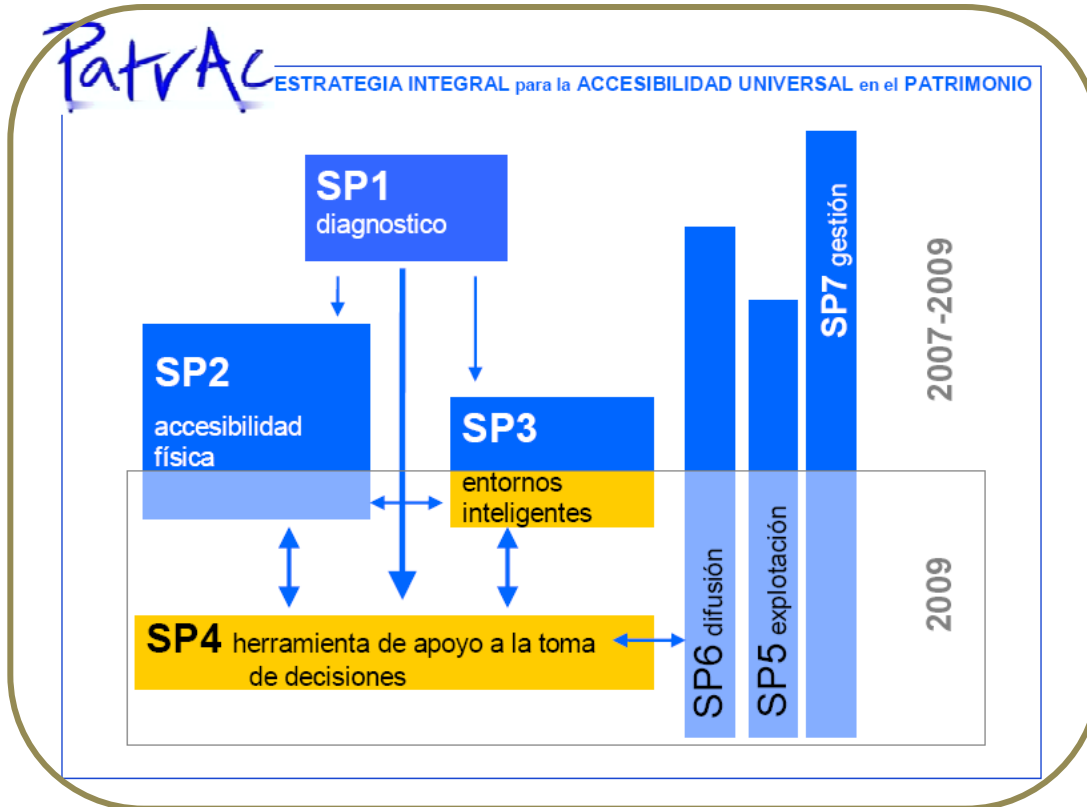 PatrAc
ESTRATEGIA INTEGRAL para la ACCESIBILIDAD UNIVERSAL en el PATRIMONIO
SP1
diagnostico
SP2
accesibilidad
física
SP3
entornos
inteligentes
SP4 herramienta de apoyo a la toma
de decisiones
SP6 difusión
SP5 explotación
SP7 gestión
2007-2009
2009